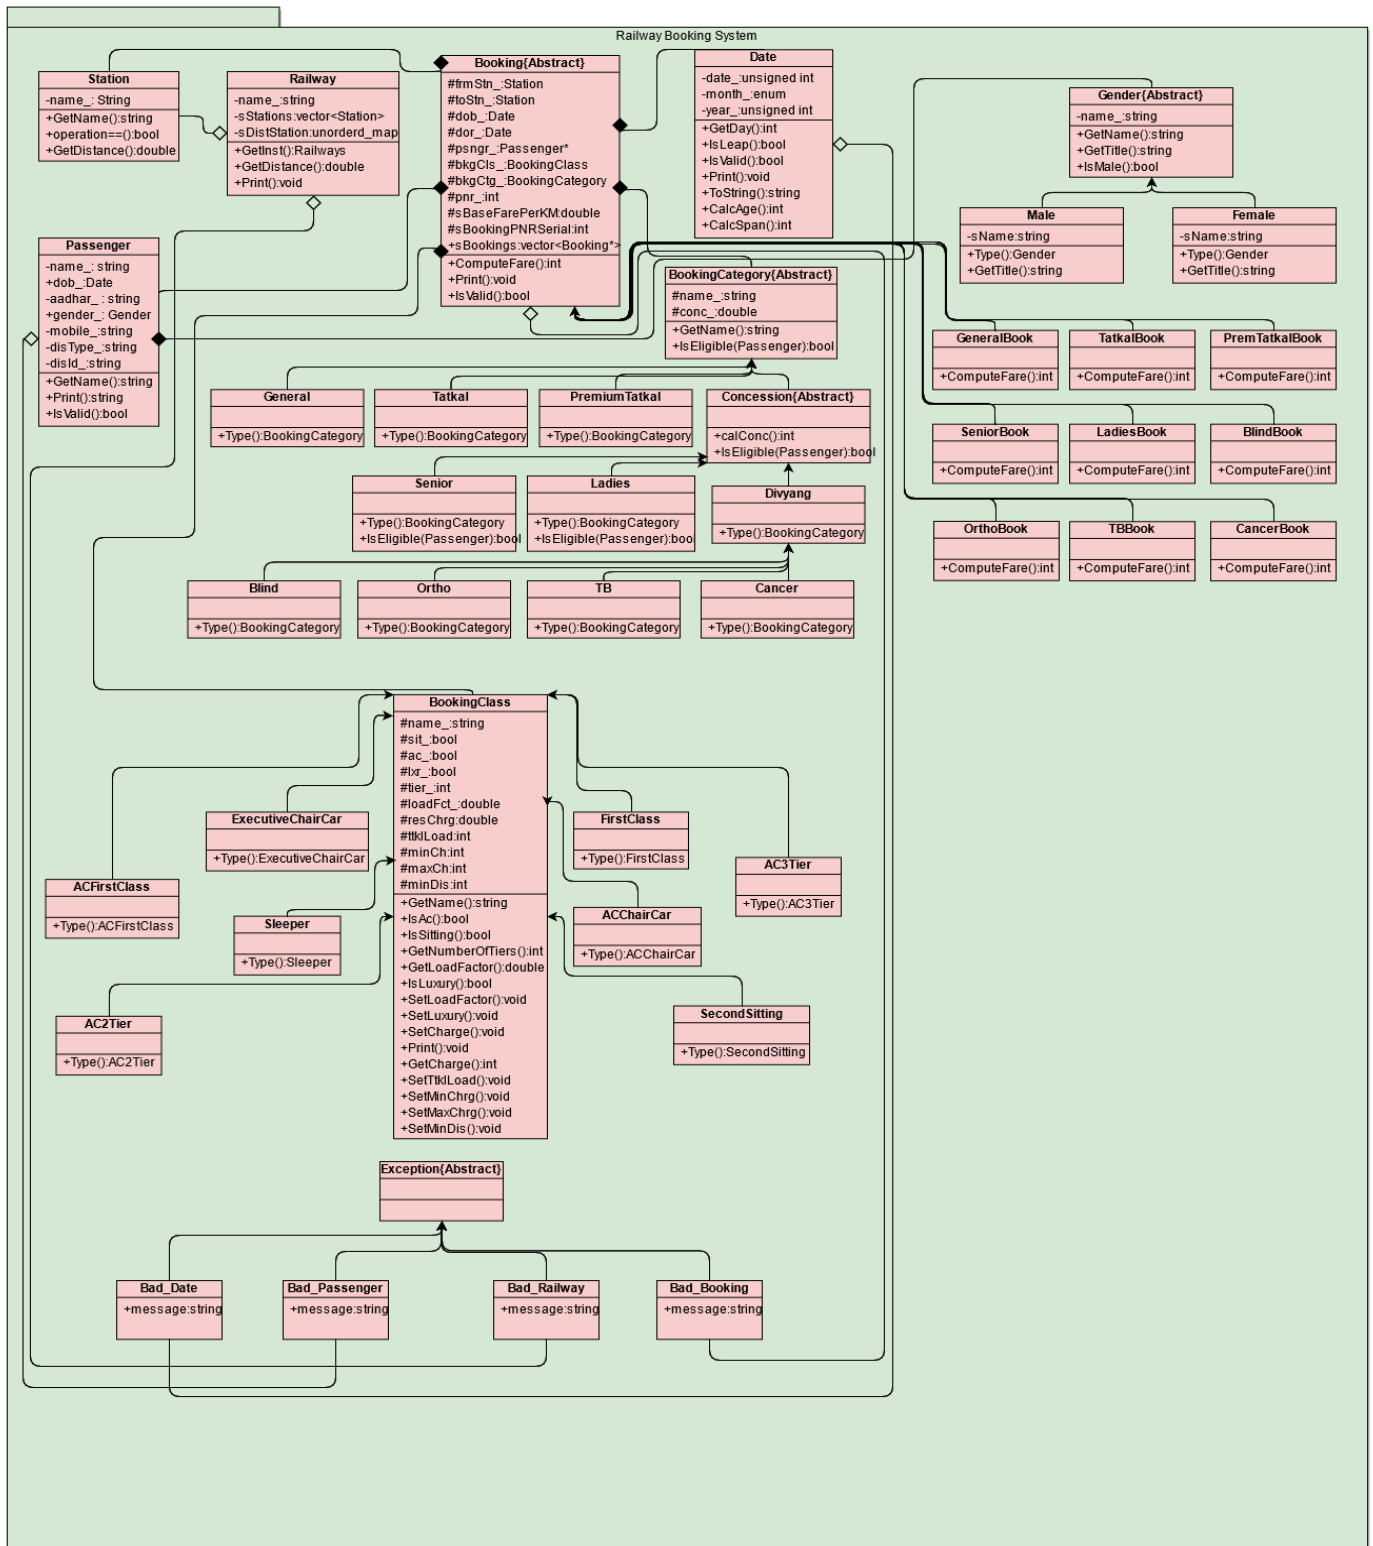 Railway Booking System
Station
-name_: String
+GetName():string
+operation==():bool
+GetDistance():double
Railway
-name_:string
-sStations:vector<Station>
-sDistStation:unorderd_map
+GetInst():Railways
+GetDistance():double
+Print():void
Booking{Abstract}
#frmStn_:Station
#toStn_:Station
#dob_:Date
#dor_:Date
#psngr_:Passenger*
#bkgCls_:BookingClass
#bkgCtg_:BookingCategory
#pnr_:int
#sBaseFarePerKM:double
#sBookingPNRSerial:int
+sBookings:vector<Booking*>
+ComputeFare():int
+Print():void
+IsValid():bool
Date
-date_:unsigned int
-month_:enum
-year_:unsigned int
+GetDay():int
+IsLeap():bool
+IsValid():bool
+Print():void
+ToString():string
+CalcAge():int
+CalcSpan():int
Gender{Abstract}
-name_:string
+GetName():string
+GetTitle():string
+IsMale():bool
Male
-sName:string
+Type():Gender
+GetTitle():string
Female
-sName:string
+Type():Gender
+GetTitle():string
Passenger
-name_: string
+dob_:Date
-aadhar_: string
+gender_: Gender
-mobile_:string
-disType_:string
-disId_:string
+GetName():string
+Print():string
+IsValid():bool
BookingCategory{Abstract}
#name_:string
#conc_:double
+GetName():string
+IsEligible(Passenger):bool
GeneralBook
+ComputeFare():int
TatkalBook
+ComputeFare():int
PremTatkalBook
+ComputeFare():int
General
+Type():BookingCategory
Tatkal
+Type():BookingCategory
PremiumTatkal
+Type():BookingCategory
Concession{Abstract}
+calConc():int
+IsEligible(Passenger):bool
SeniorBook
+ComputeFare():int
LadiesBook
+ComputeFare():int
BlindBook
+ComputeFare():int
Senior
+Type():BookingCategory
+IsEligible(Passenger):bool
Ladies
+Type():BookingCategory
+IsEligible(Passenger):bool
Divyang
+Type():BookingCategory
OrthoBook
+ComputeFare():int
TBBook
+ComputeFare():int
CancerBook
+ComputeFare():int
Blind
+Type():BookingCategory
Ortho
+Type():BookingCategory
TB
+Type():BookingCategory
Cancer
+Type():BookingCategory
BookingClass
#name_:string
#sit_:bool
#ac_:bool
#lxr_:bool
#tier_:int
#loadFct_:double
#resChrg:double
#ttklLoad:int
#minCh:int
#maxCh:int
#minDis:int
+GetName():string
+IsAc():bool
+IsSitting():bool
+GetNumberOfTiers():int
+GetLoadFactor():double
+IsLuxury():bool
+SetLoadFactor():void
+SetLuxury():void
+SetCharge():void
+Print():void
+GetCharge():int
+SetTtklLoad():void
+SetMinChrg():void
+SetMaxChrg():void
+SetMinDis():void
ExecutiveChairCar
+Type():ExecutiveChairCar
FirstClass
+Type():FirstClass
AC3Tier
+Type():AC3Tier
ACFirstClass
+Type():ACFirstClass
Sleeper
+Type():Sleeper
ACChairCar
+Type():ACChairCar
AC2Tier
+Type():AC2Tier
SecondSitting
+Type():SecondSitting
Exception{Abstract}
Bad_Date
+message:string
Bad_Passenger
+message:string
Bad_Railway
+message:string
Bad_Booking
+message:string